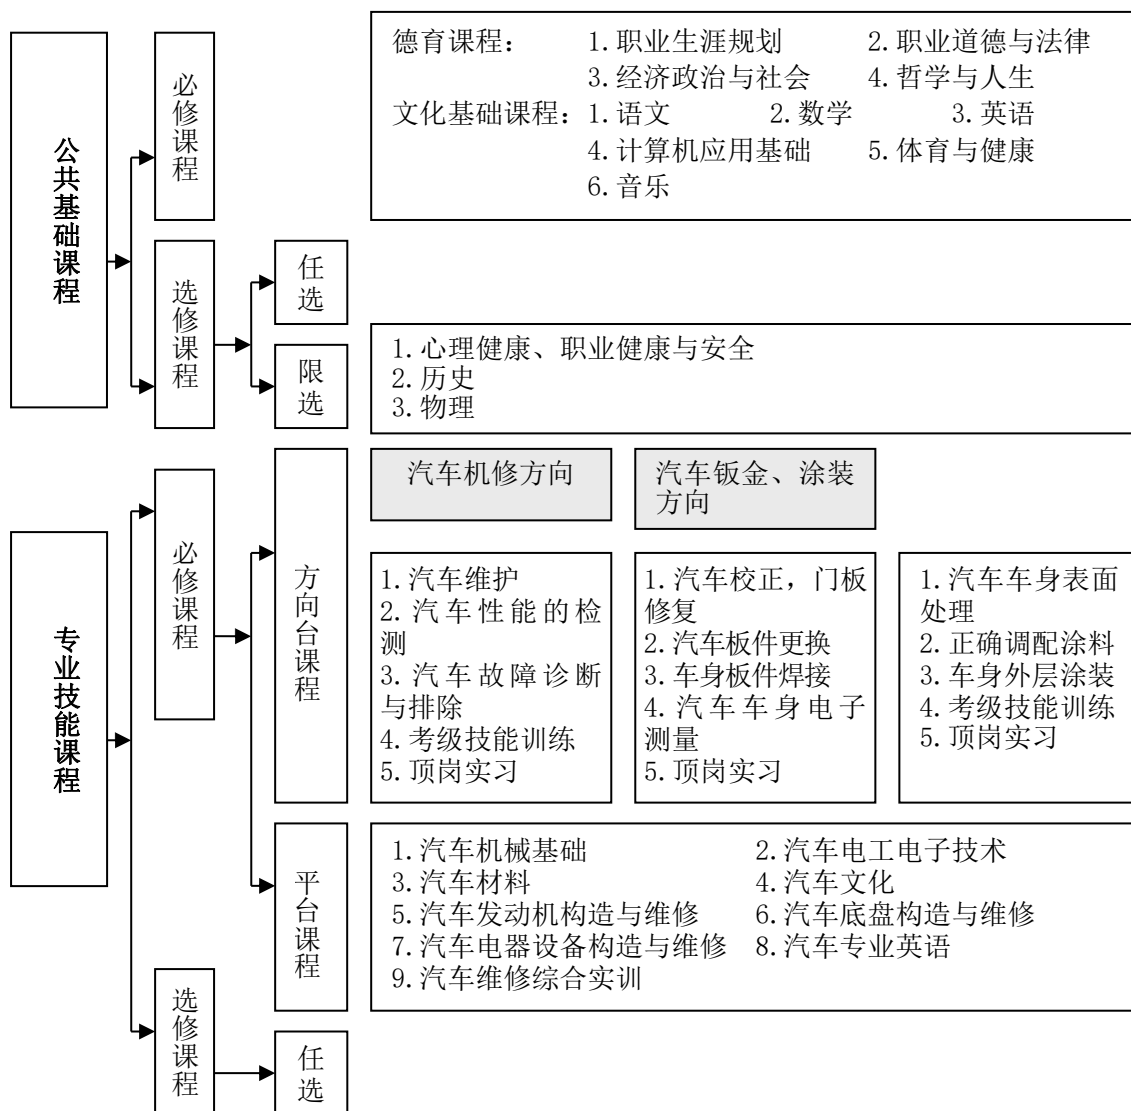 公共基础课程
必修课程
德育课程: 1.职业生涯规划 2.职业道德与法律
3.经济政治与社会 4.哲学与人生
文化基础课程: 1.语文 2.数学 3.英语
4.计算机应用基础 5.体育与健康
6.音乐
选修课程
任选
限选
1.心理健康、职业健康与安全
2.历史
3.物理
专业技能课程
必修课程
方向台课程
汽车机修方向
汽车钣金、涂装
方向
1.汽车维护
2.汽车性能的检
测
3.汽车故障诊断
与排除
4.考级技能训练
5.顶岗实习
1.汽车校正，门板
修复
2.汽车板件更换
3.车身板件焊接
4.汽车车身电子
测量
5.顶岗实习
1.汽车车身表面
处理
2.正确调配涂料
3.车身外层涂装
4.考级技能训练
5.顶岗实习
平台课程
1.汽车机械基础 2.汽车电工电子技术
3.汽车材料 4.汽车文化
5.汽车发动机构造与维修 6.汽车底盘构造与维修
7.汽车电器设备构造与维修 8.汽车专业英语
9.汽车维修综合实训
选修课程
任选